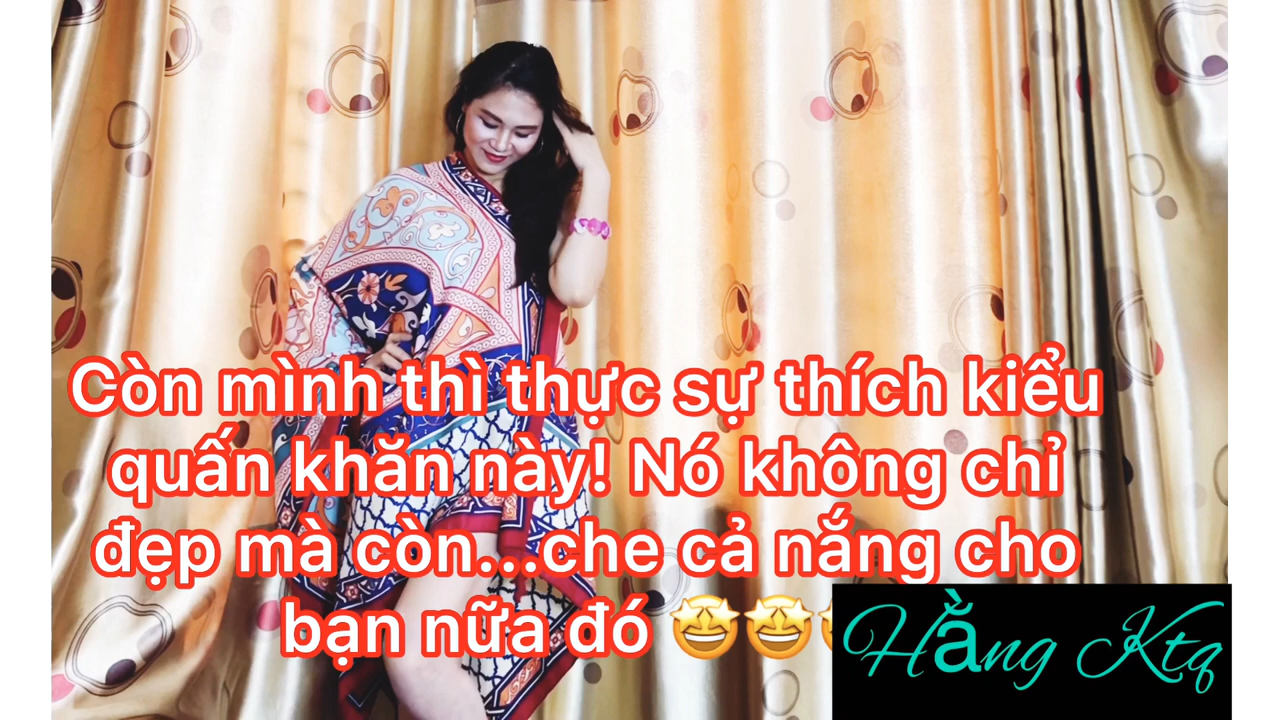 Còn mình thì thực sự thích kiểu
quấn khăn này! Nó không chỉ
đẹp mà còn...che cả nắng cho
bạn nữa đó 🤩🤩🤩
Hằng Ktq